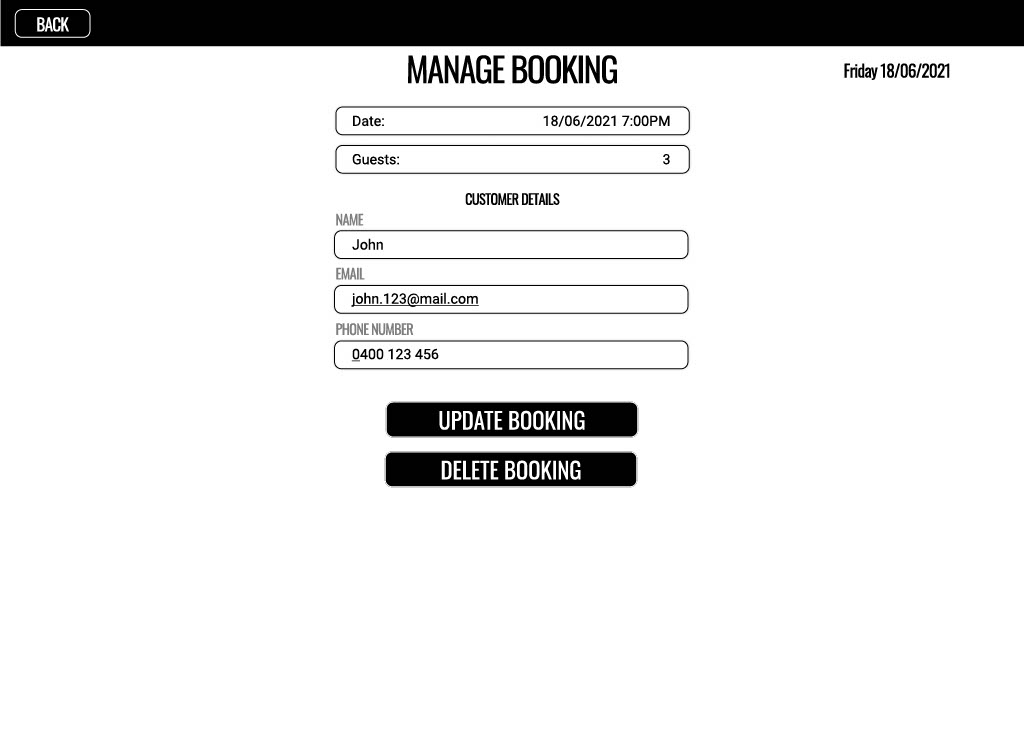 BACK
MANAGE BOOKING
Friday 18/06/2021
Date: 18/06/2021 7:00PM
Guests: 3
CUSTOMER DETAILS
NAME
John
EMAIL
john.123@mail.com
PHONE NUMBER
0400 123 456
UPDATE BOOKING
DELETE BOOKING